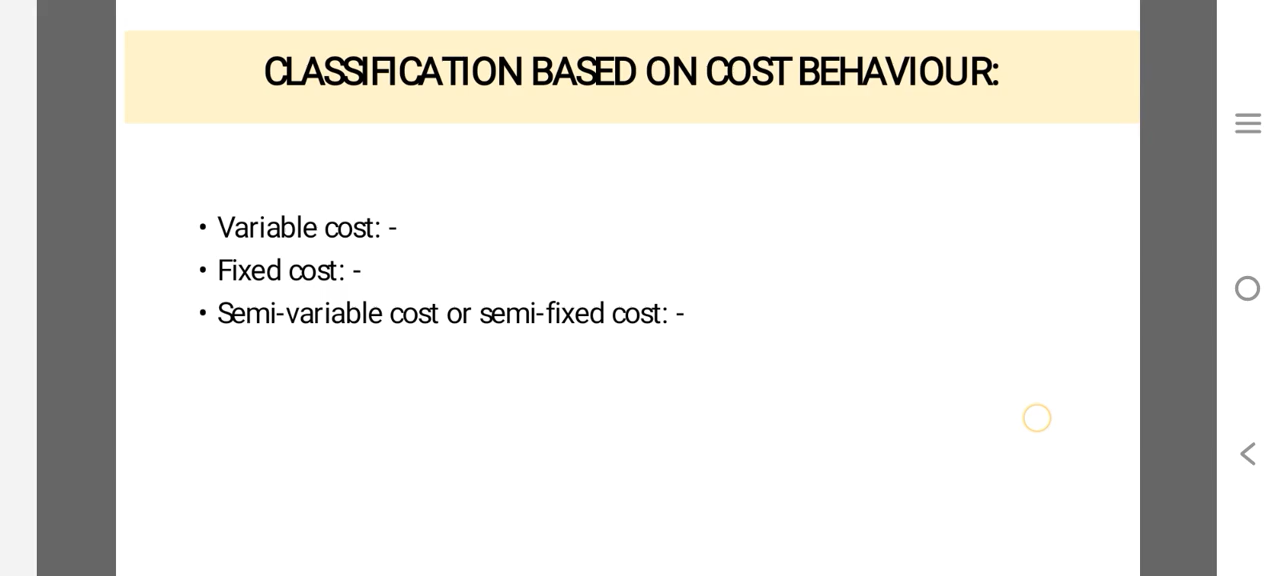 CLASSIFICATION BASED ON COST BEHAVIOUR:
• Variable cost: -
• Fixed cost: -
• Semi-variable cost or semi-fixed cost: -